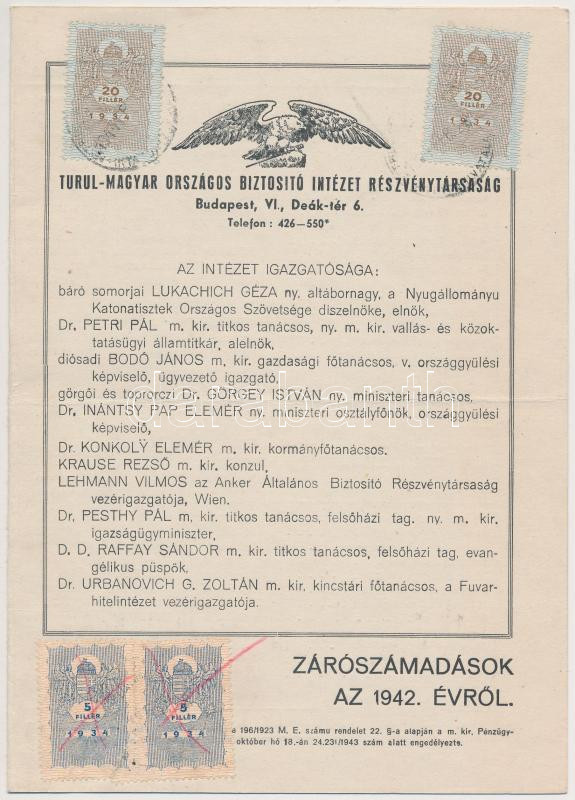 20
FILLÉR
1934
20
FILLÉR
1934
TURUL-MAGYAR ORSZÁGOS BIZTOSITÓ INTÉZET RÉSZVÉNYTÁRSASÁG
Budapest, VI., Deák-tér 6.
Telefon : 426—550*
AZ INTÉZET IGAZGATÓSÁGA:
báró somorjai LUKACHICH GÉZA ny. altábornagy, a Nyugállományu
Katonatisztek Országos Szövetsége diszelnöke, elnök,
Dr. PETRI PÁL m. kir. titkos tanácsos, ny. m. kir. vallás- és közok-
tatásügyi államtitkár, alelnök,
diósadi BODÓ JÁNOS m, kir. gazdasági főtanácsos, v. országgyülési
képviselő, ügyvezető igazgató,
görgői és toporczi Dr. GÖRGEY ISTVÁN ny. miniszteri tanácsos,
Dr, INÁNTSY PAP ELEMÉR ny. miniszteri osztályfőnök, országgyülési
képviselő,
Dr. KONKOLY ELEMÉR m. kir. kormányfőtanácsos.
KRAUSE REZSŐ m. kir. konzul,
LEHMANN VILMOS az Anker Általános Biztositó Részvénytársaság
vezérigazgatója, Wien.
Dr, PESTHY PÁL m, kir. titkos tanácsos, felsőházi tag. ny. m. kir.
igazságügyminiszter,
D. D. RAFFAY SÁNDOR m. kir. titkos tanácsos, felsőházi tag, evan-
gélikus püspök,
Dr. URBANOVICH G. ZOLTÁN m. kir. kincstári főtanácsos, a Fuvar-
hitelintézet vezérigazgatója.
darabanth
ZÁRÓSZÁMADÁSOK
AZ 1942. ÉVRŐL.
5
FILLÉR
1934
5
FILLÉR
1934
a 196/1923 M. E. számu rendelet 22. §-a alapján a m. kir, Pénzügy-
október hó 18.-án 24.231/1943 szám alatt engedélyezte.